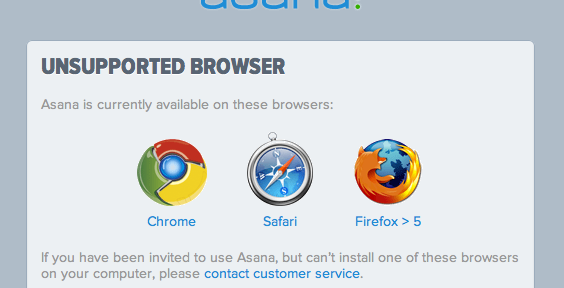 asana:
UNSUPPORTED BROWSER
Asana is currently available on these browsers:
Chrome Safari Firefox > 5
If you have been invited to use Asana, but can't install one of these browsers
on your computer, please contact customer service.